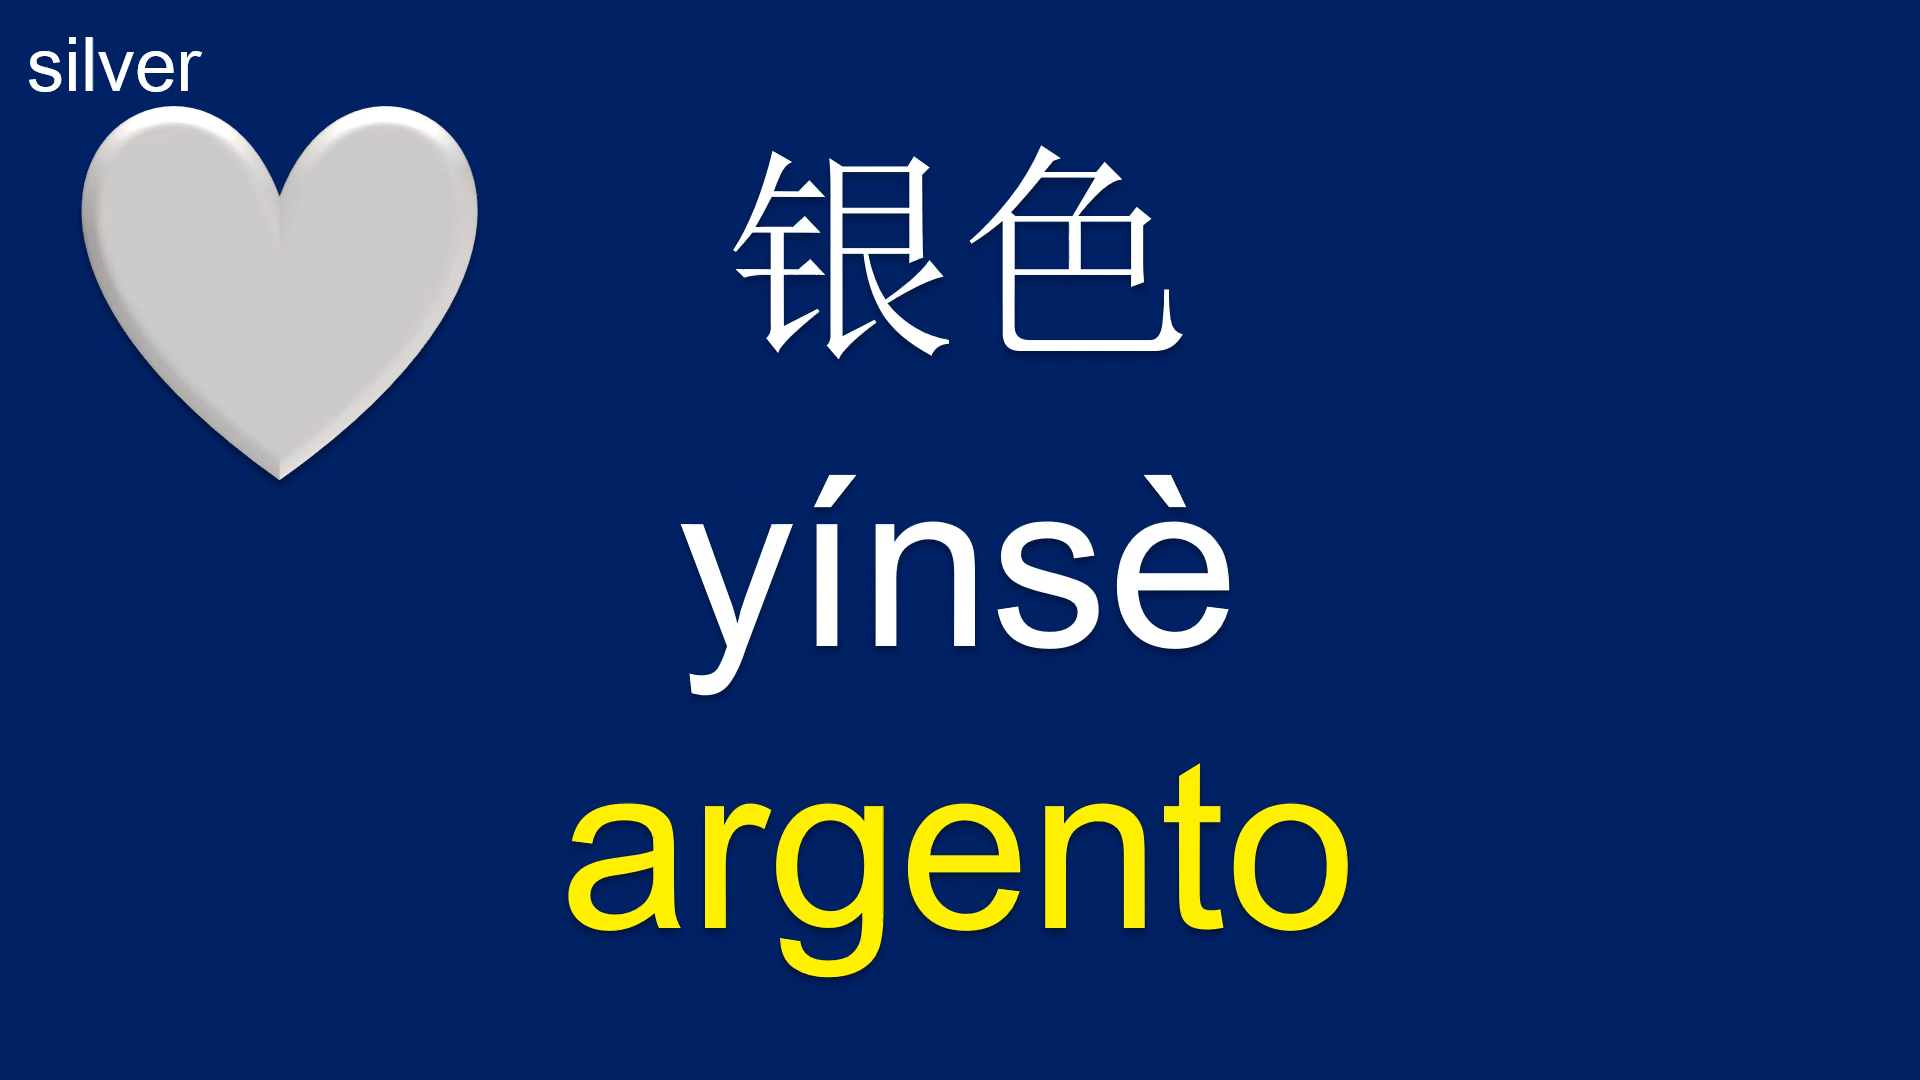 silver
银色
yínsè
argento